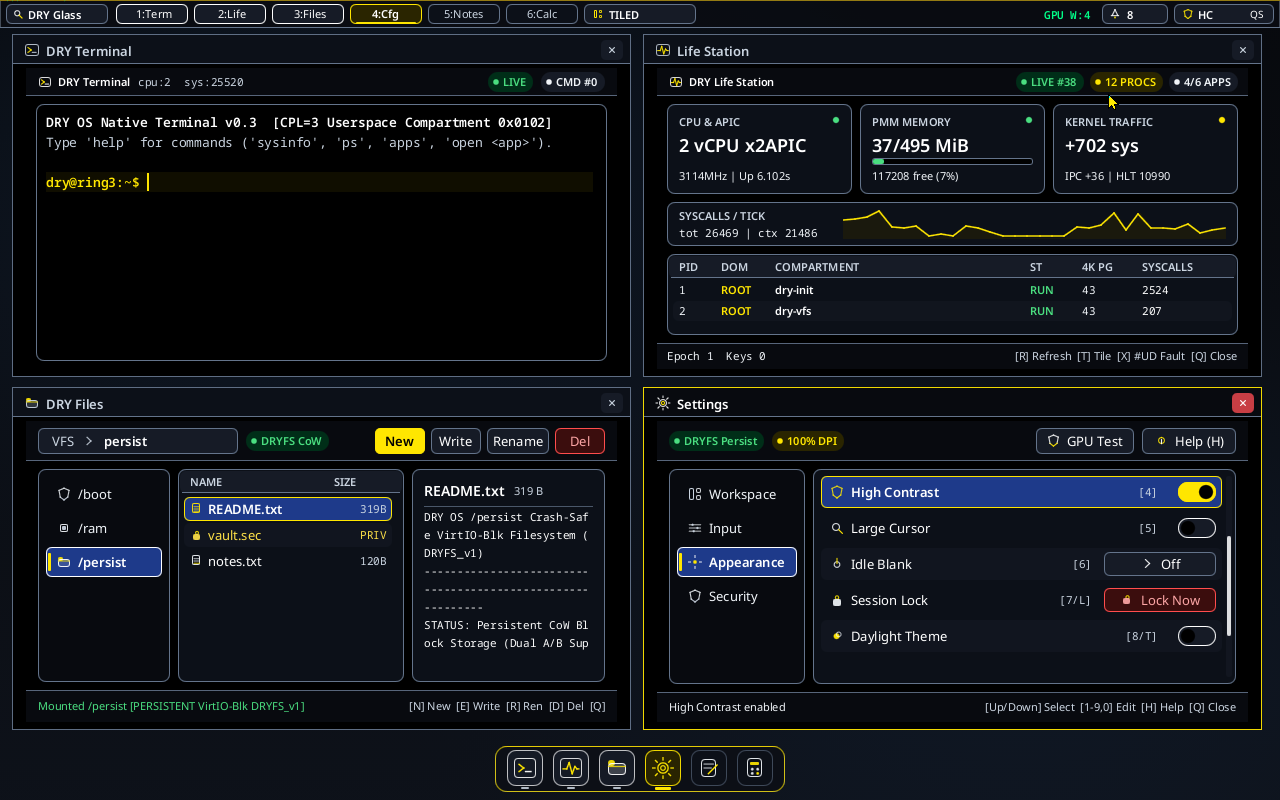 DRY Glass 1:Term 2:Life 3:Files 4:Cfg 5:Notes 6:Calc TILED GPU W:4 8 HC QS
DRY Terminal ×
DRY Terminal cpu:2 sys:25520 LIVE CMD #0
DRY OS Native Terminal v0.3 [CPL=3 Userspace Compartment 0x0102]
Type 'help' for commands ('sysinfo', 'ps', 'apps', 'open <app>').
dry@ring3:~$
Life Station ×
DRY Life Station LIVE #38 12 PROCS 4/6 APPS
CPU & APIC
2 vCPU x2APIC
3114MHz | Up 6.102s
PMM MEMORY
37/495 MiB
117208 free (7%)
KERNEL TRAFFIC
+702 sys
IPC +36 | HLT 10990
SYSCALLS / TICK
tot 26469 | ctx 21486
PID DOM COMPARTMENT ST 4K PG SYSCALLS
1 ROOT dry-init RUN 43 2524
2 ROOT dry-vfs RUN 43 207
Epoch 1 Keys 0 [R] Refresh [T] Tile [X] #UD Fault [Q] Close
DRY Files ×
VFS > persist DRYFS CoW New Write Rename Del
/boot
/ram
/persist
NAME SIZE
README.txt 319B
vault.sec PRIV
notes.txt 120B
README.txt 319 B
DRY OS /persist Crash-Saf
e VirtIO-Blk Filesystem (
DRYFS_v1)
-------------------------
-------------------------
---------
STATUS: Persistent CoW Bl
ock Storage (Dual A/B Sup
Mounted /persist [PERSISTENT VirtIO-Blk DRYFS_v1] [N] New [E] Write [R] Ren [D] Del [Q]
Settings ×
DRYFS Persist 100% DPI GPU Test Help (H)
Workspace
Input
Appearance
Security
High Contrast [4]
Large Cursor [5]
Idle Blank [6] > Off
Session Lock [7/L] Lock Now
Daylight Theme [8/T]
High Contrast enabled [Up/Down] Select [1-9,0] Edit [H] Help [Q] Close